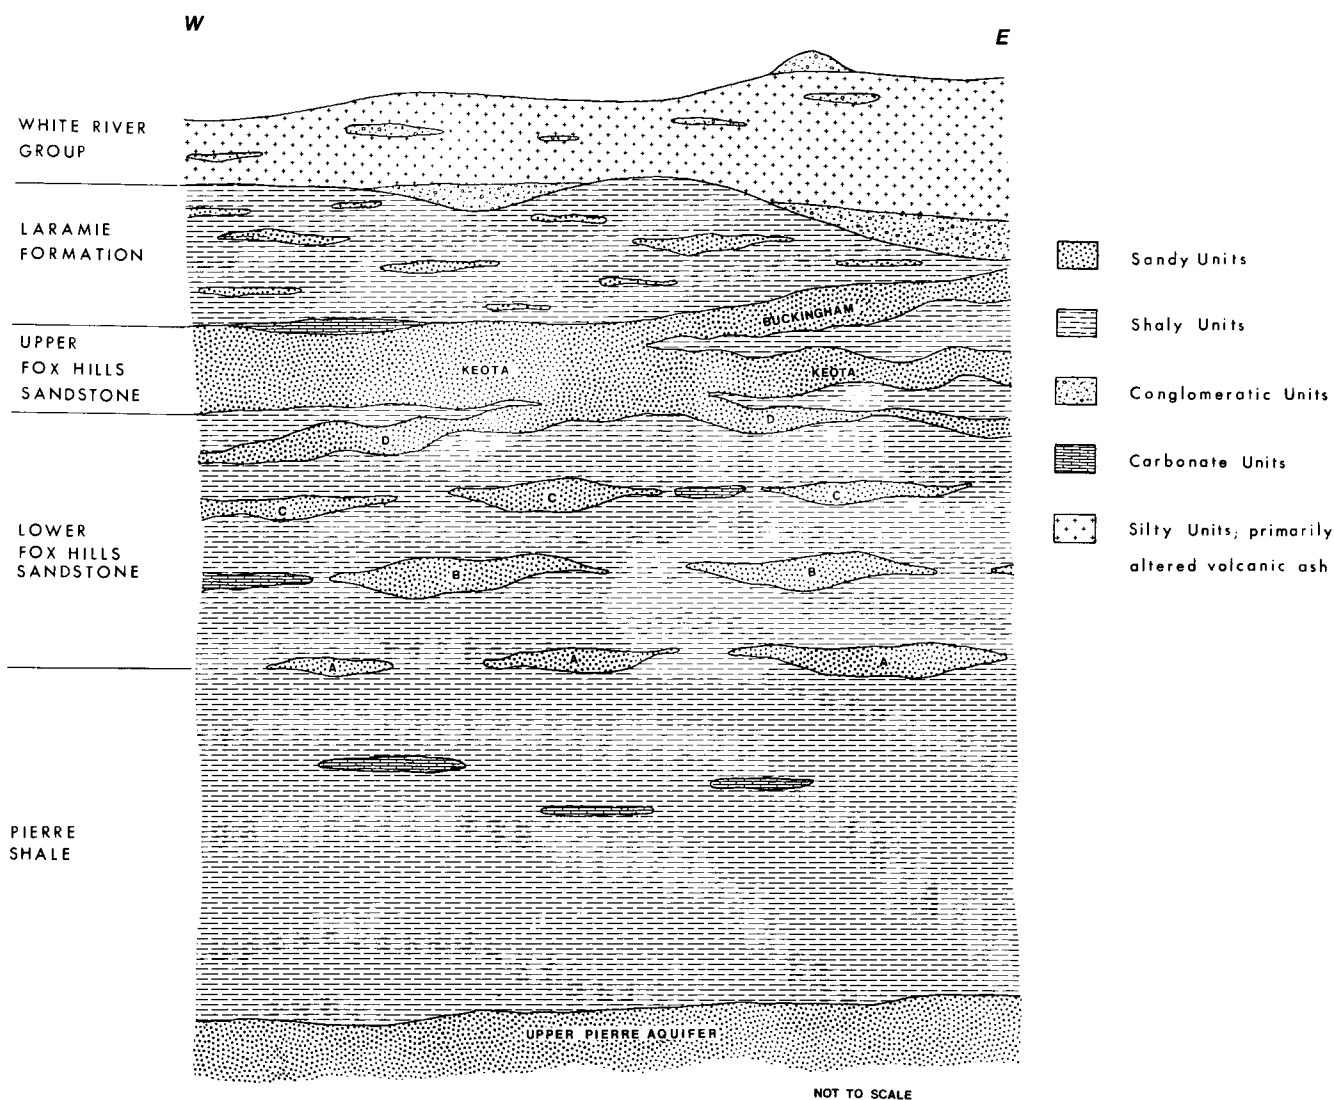 W
E
WHITE RIVER
GROUP
LARAMIE
FORMATION
UPPER
FOX HILLS
SANDSTONE
LOWER
FOX HILLS
SANDSTONE
PIERRE
SHALE
BUCKINGHAM
KEOTA
KEOTA
D
D
C
C
C
B
B
A
A
A
UPPER PIERRE AQUIFER
NOT TO SCALE
Sandy Units
Shaly Units
Conglomeratic Units
Carbonate Units
Silty Units; primarily
altered volcanic ash